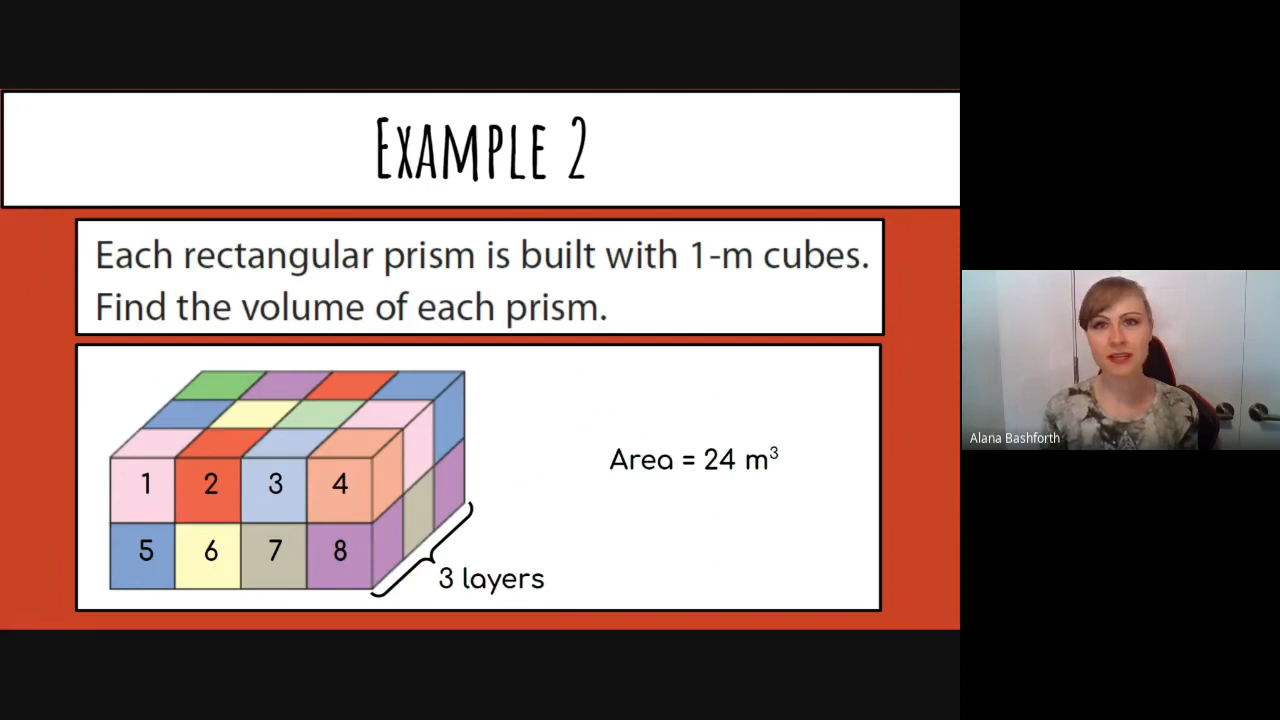 Example 2
Each rectangular prism is built with 1-m cubes.
Find the volume of each prism.
1 2 3 4
5 6 7 8
3 layers
Area = 24 m³
Alana Bashforth